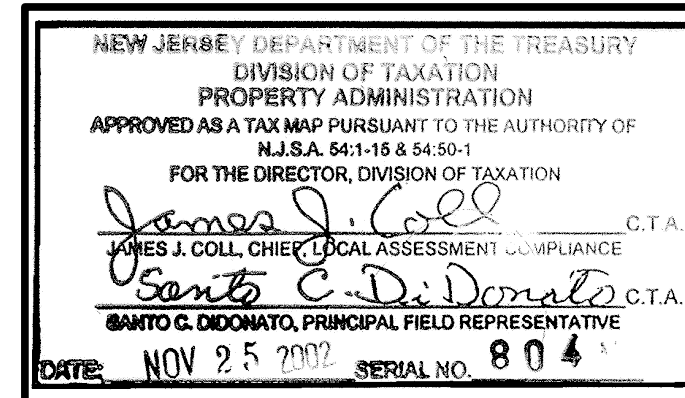 NEW JERSEY DEPARTMENT OF THE TREASURY
DIVISION OF TAXATION
PROPERTY ADMINISTRATION
APPROVED AS A TAX MAP PURSUANT TO THE AUTHORITY OF
N.J.S.A. 54:1-15 & 54:50-1
FOR THE DIRECTOR, DIVISION OF TAXATION
James J. Coll C.T.A.
JAMES J. COLL, CHIEF, LOCAL ASSESSMENT COMPLIANCE
Santo C. DiDonato C.T.A.
SANTO C. DIDONATO, PRINCIPAL FIELD REPRESENTATIVE
DATE: NOV 25 2002 SERIAL NO. 804